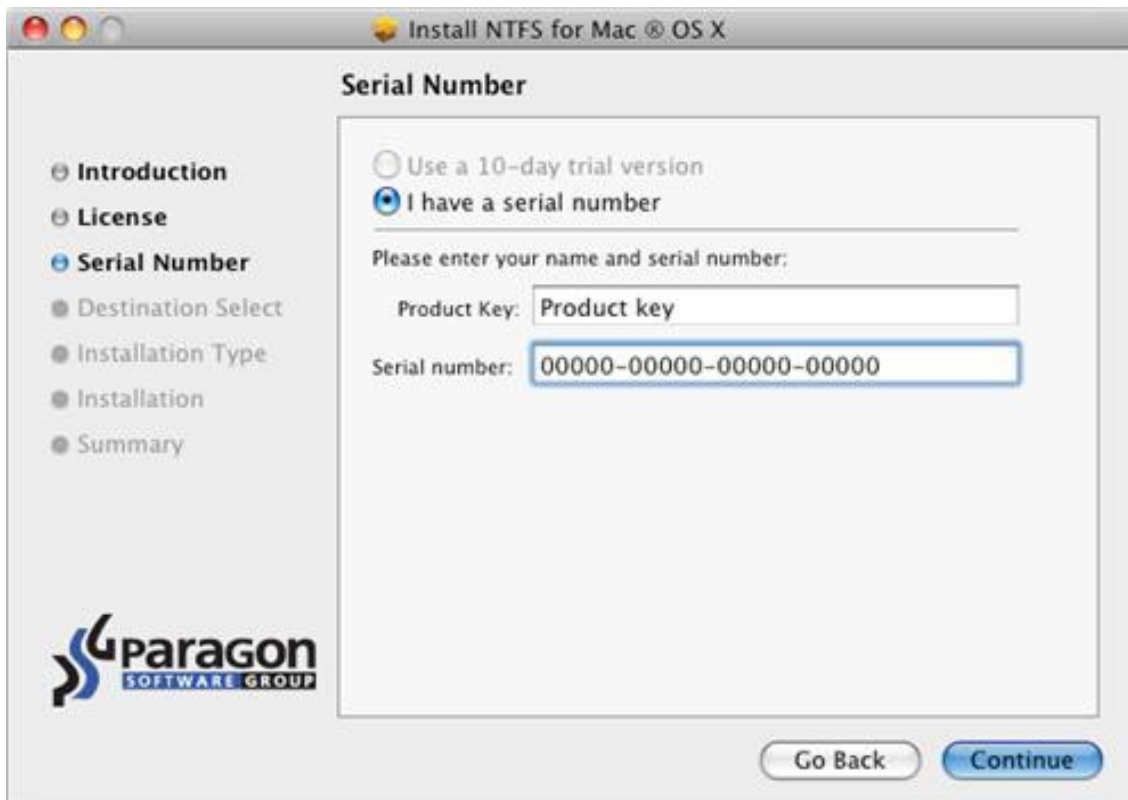 Install NTFS for Mac ® OS X
Serial Number
Introduction
License
Serial Number
Destination Select
Installation Type
Installation
Summary
Use a 10-day trial version
I have a serial number
Please enter your name and serial number:
Product Key: Product key
Serial number: 00000-00000-00000-00000
Paragon
SOFTWARE GROUP
Go Back
Continue